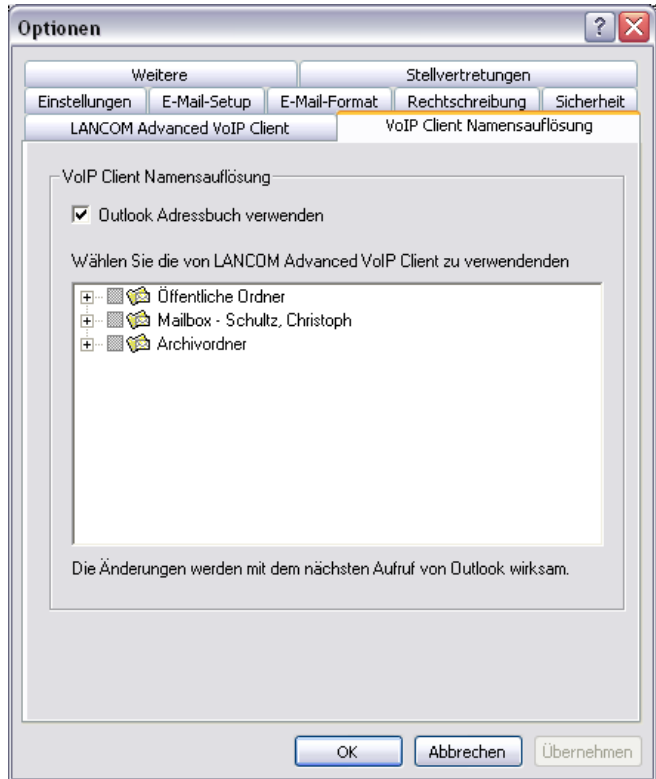 Optionen
Weitere
Stellvertretungen
Einstellungen
E-Mail-Setup
E-Mail-Format
Rechtschreibung
Sicherheit
LANCOM Advanced VoIP Client
VoIP Client Namensauflösung
VoIP Client Namensauflösung
Outlook Adressbuch verwenden
Wählen Sie die von LANCOM Advanced VoIP Client zu verwendenden
Öffentliche Ordner
Mailbox - Schultz, Christoph
Archivordner
Die Änderungen werden mit dem nächsten Aufruf von Outlook wirksam.
OK
Abbrechen
Übernehmen